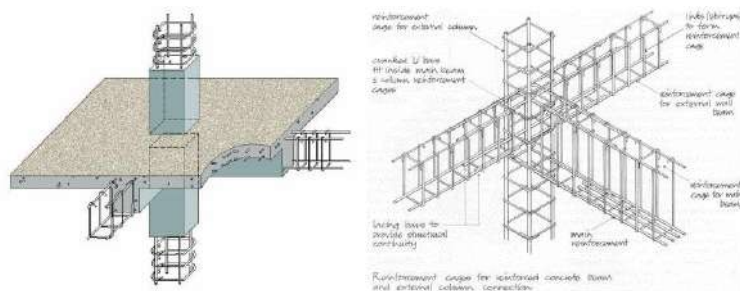 reinforcement
cage for external column
cranked U bars
fit inside main beam
& column reinforcement
cages
links (stirrups)
to form
reinforcement
cage
reinforcement cage
for external wall
beam
reinforcement
cage for main
beam
main
reinforcement
lacing bars to
provide structural
continuity
Reinforcement cages for reinforced concrete beam
and external column connection